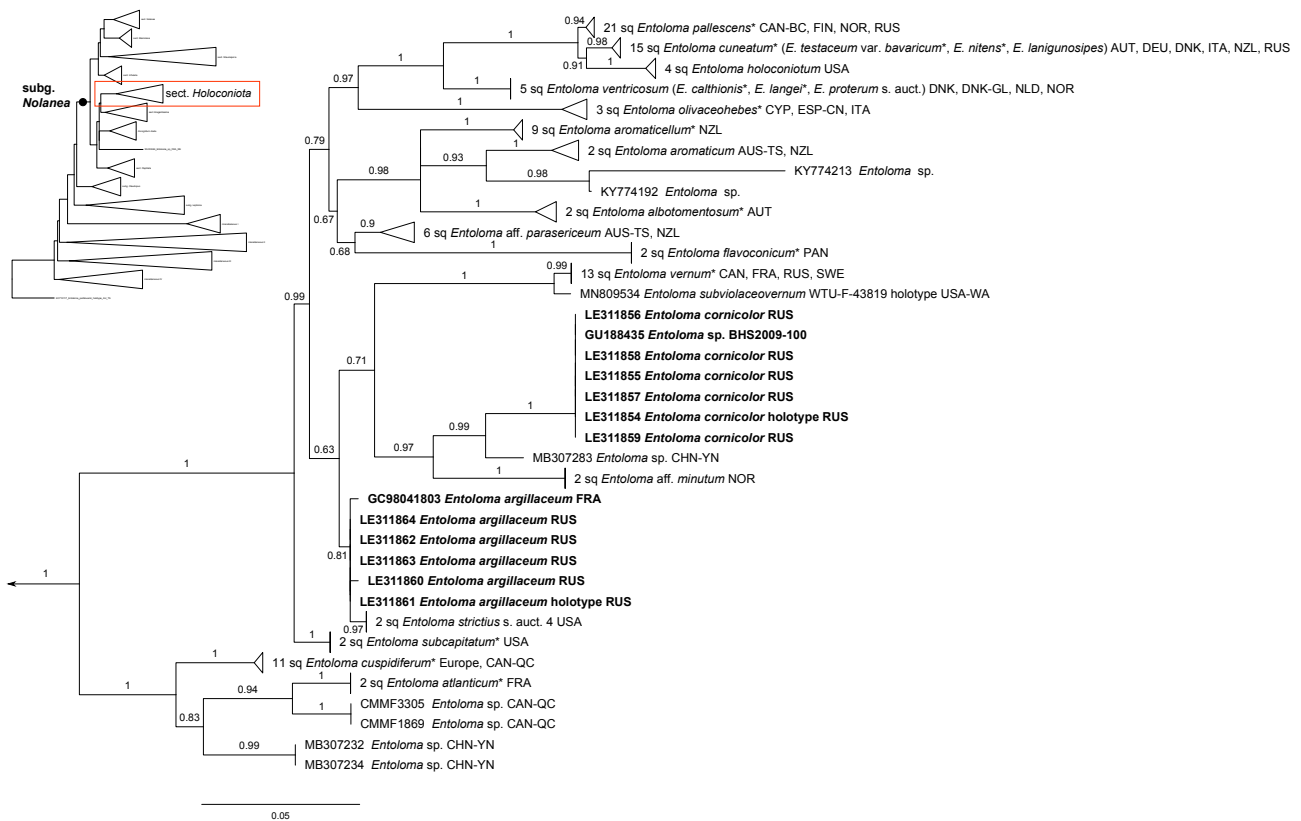 subg.
Nolanea
sect. Holoconiota
0.94
21 sq Entoloma pallescens* CAN-BC, FIN, NOR, RUS
1
0.98
15 sq Entoloma cuneatum* (E. testaceum var. bavaricum*, E. nitens*, E. lanigunosipes) AUT, DEU, DNK, ITA, NZL, RUS
0.91
1
4 sq Entoloma holoconiotum USA
1
0.97
1
5 sq Entoloma ventricosum (E. calthionis*, E. langei*, E. proterum s. auct.) DNK, DNK-GL, NLD, NOR
1
3 sq Entoloma olivaceohebes* CYP, ESP-CN, ITA
0.79
1
9 sq Entoloma aromaticellum* NZL
1
2 sq Entoloma aromaticum AUS-TS, NZL
0.93
0.98
KY774213 Entoloma sp.
0.98
KY774192 Entoloma sp.
1
2 sq Entoloma albotomentosum* AUT
0.67
0.9
6 sq Entoloma aff. parasericeum AUS-TS, NZL
0.68
1
2 sq Entoloma flavoconicum* PAN
0.99
0.99
13 sq Entoloma vernum* CAN, FRA, RUS, SWE
1
MN809534 Entoloma subviolaceovernum WTU-F-43819 holotype USA-WA
LE311856 Entoloma cornicolor RUS
GU188435 Entoloma sp. BHS2009-100
LE311858 Entoloma cornicolor RUS
0.71
LE311855 Entoloma cornicolor RUS
LE311857 Entoloma cornicolor RUS
1
LE311854 Entoloma cornicolor holotype RUS
0.99
LE311859 Entoloma cornicolor RUS
0.63
0.97
MB307283 Entoloma sp. CHN-YN
1
1
2 sq Entoloma aff. minutum NOR
GC98041803 Entoloma argillaceum FRA
LE311864 Entoloma argillaceum RUS
LE311862 Entoloma argillaceum RUS
0.81
LE311863 Entoloma argillaceum RUS
1
LE311860 Entoloma argillaceum RUS
LE311861 Entoloma argillaceum holotype RUS
0.97
2 sq Entoloma strictius s. auct. 4 USA
1
2 sq Entoloma subcapitatum* USA
1
11 sq Entoloma cuspidiferum* Europe, CAN-QC
1
1
2 sq Entoloma atlanticum* FRA
0.94
CMMF3305 Entoloma sp. CAN-QC
1
0.83
CMMF1869 Entoloma sp. CAN-QC
0.99
MB307232 Entoloma sp. CHN-YN
MB307234 Entoloma sp. CHN-YN
0.05